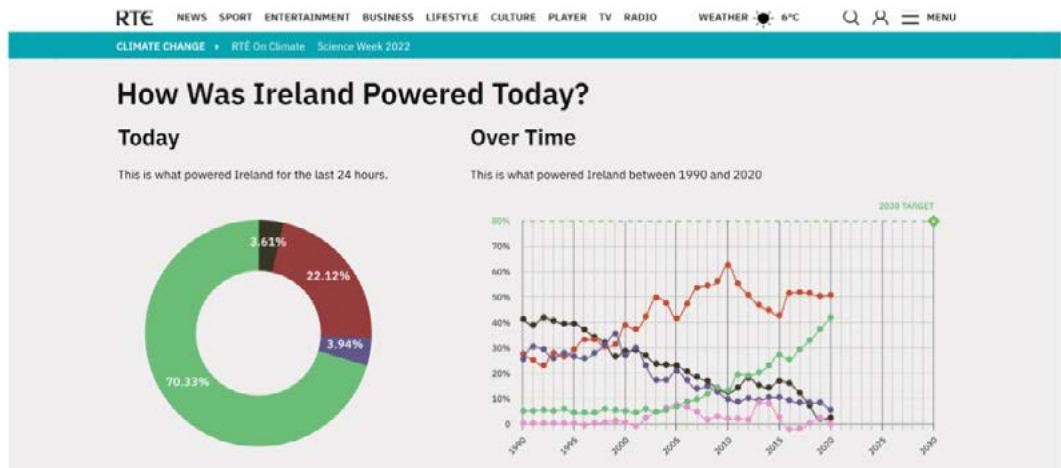 RTÉ NEWS SPORT ENTERTAINMENT BUSINESS LIFESTYLE CULTURE PLAYER TV RADIO WEATHER 6°C MENU
CLIMATE CHANGE RTÉ On Climate Science Week 2022
How Was Ireland Powered Today?
Today
This is what powered Ireland for the last 24 hours.
3.61%
22.12%
3.94%
70.33%
Over Time
This is what powered Ireland between 1990 and 2020
2030 TARGET
80%
70%
60%
50%
40%
30%
20%
10%
0
1990 1995 2000 2005 2010 2015 2020 2025 2030